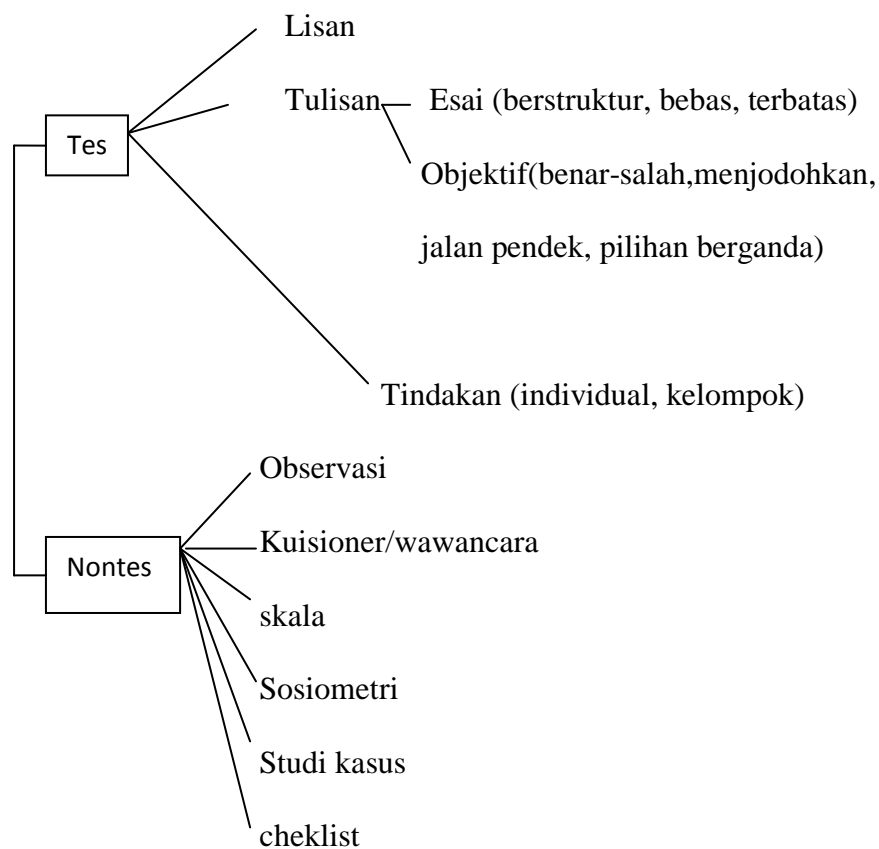 Lisan
Tulisan Esai (berstruktur, bebas, terbatas)
Tes
Objektif(benar-salah,menjodohkan,
jalan pendek, pilihan berganda)
Tindakan (individual, kelompok)
Observasi
Kuisioner/wawancara
Nontes
skala
Sosiometri
Studi kasus
cheklist